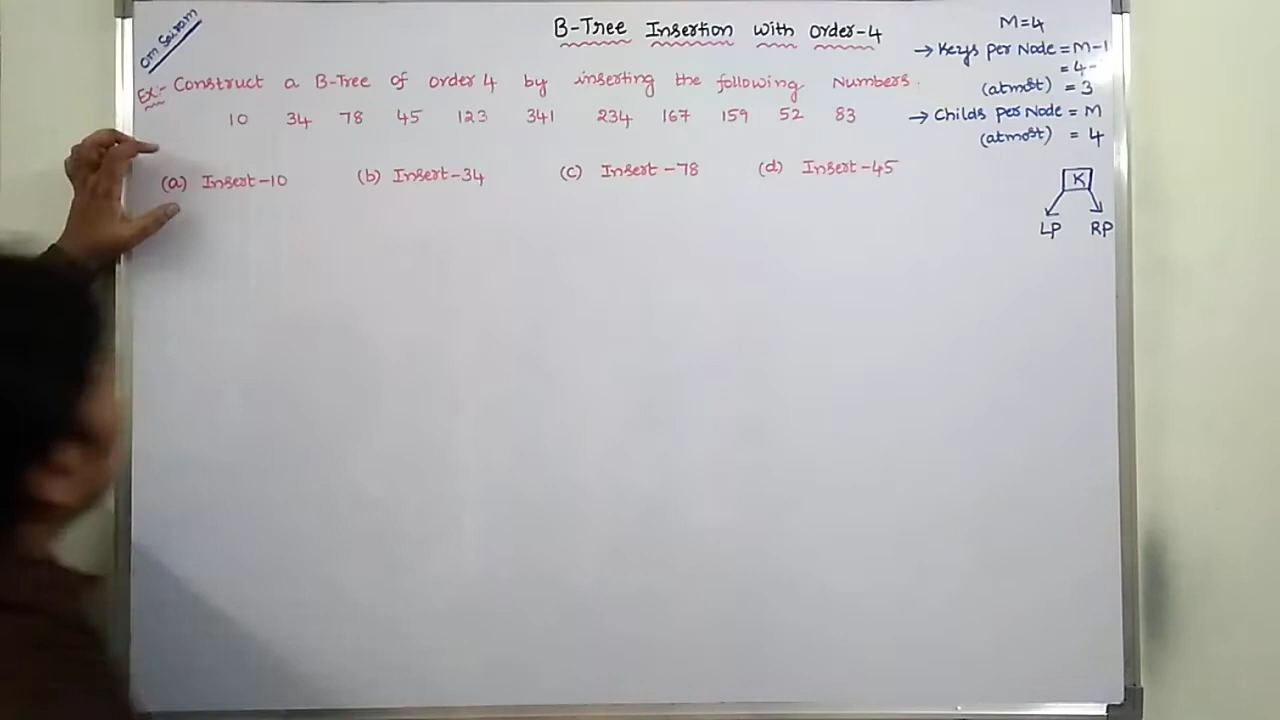 Om Sairam
B-Tree Insertion with Order-4
Ex:- Construct a B-Tree of order 4 by inserting the following Numbers.
10 34 78 45 123 341 234 167 159 52 83
(a) Insert-10 (b) Insert-34 (c) Insert-78 (d) Insert-45
M=4
→ Keys per Node = M-1
= 4-
(atmost) = 3
→ Childs per Node = M
(atmost) = 4
K
LP RP